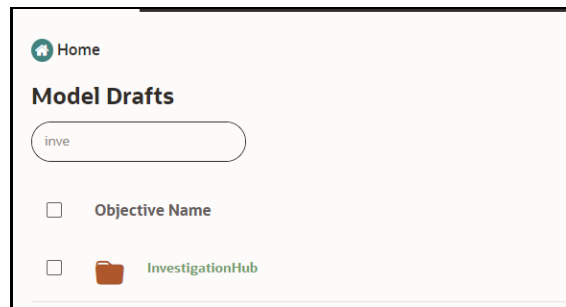 Home
Model Drafts
inve
Objective Name
InvestigationHub